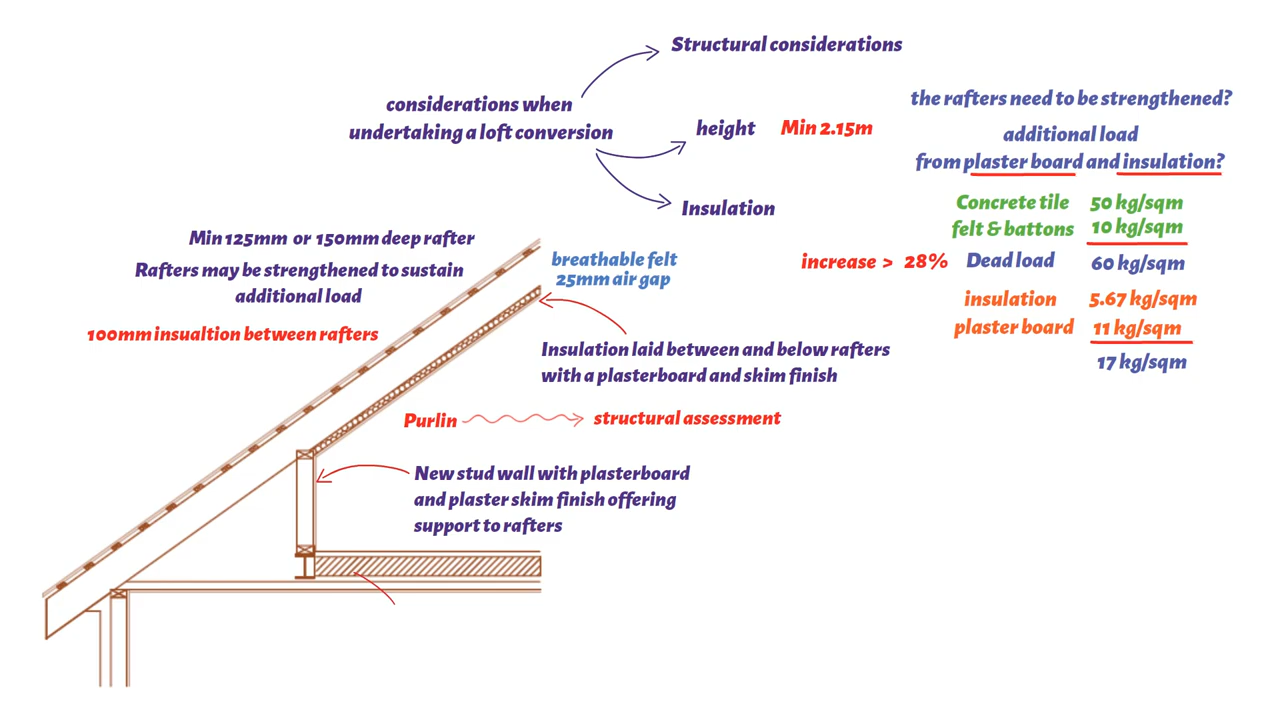 Structural considerations
considerations when
undertaking a loft conversion
height Min 2.15m
Insulation
the rafters need to be strengthened?
additional load
from plaster board and insulation?
Concrete tile 50 kg/sqm
felt & battons 10 kg/sqm
increase > 28% Dead load 60 kg/sqm
insulation 5.67 kg/sqm
plaster board 11 kg/sqm
17 kg/sqm
Min 125mm or 150mm deep rafter
Rafters may be strengthened to sustain
additional load
100mm insualtion between rafters
breathable felt
25mm air gap
Insulation laid between and below rafters
with a plasterboard and skim finish
Purlin structural assessment
New stud wall with plasterboard
and plaster skim finish offering
support to rafters